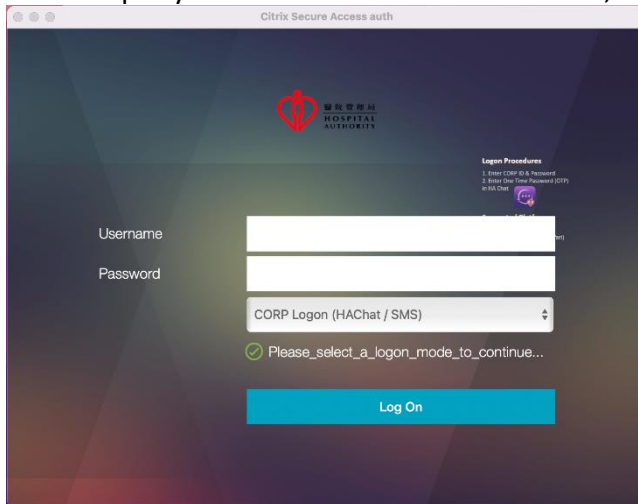 Citrix Secure Access auth
醫院管理局
HOSPITAL
AUTHORITY
Logon Procedures
1. Enter CORP ID & Password
2. Enter One Time Password (OTP)
in HA Chat
Username
Password
CORP Logon (HAChat / SMS)
Please_select_a_logon_mode_to_continue...
Log On